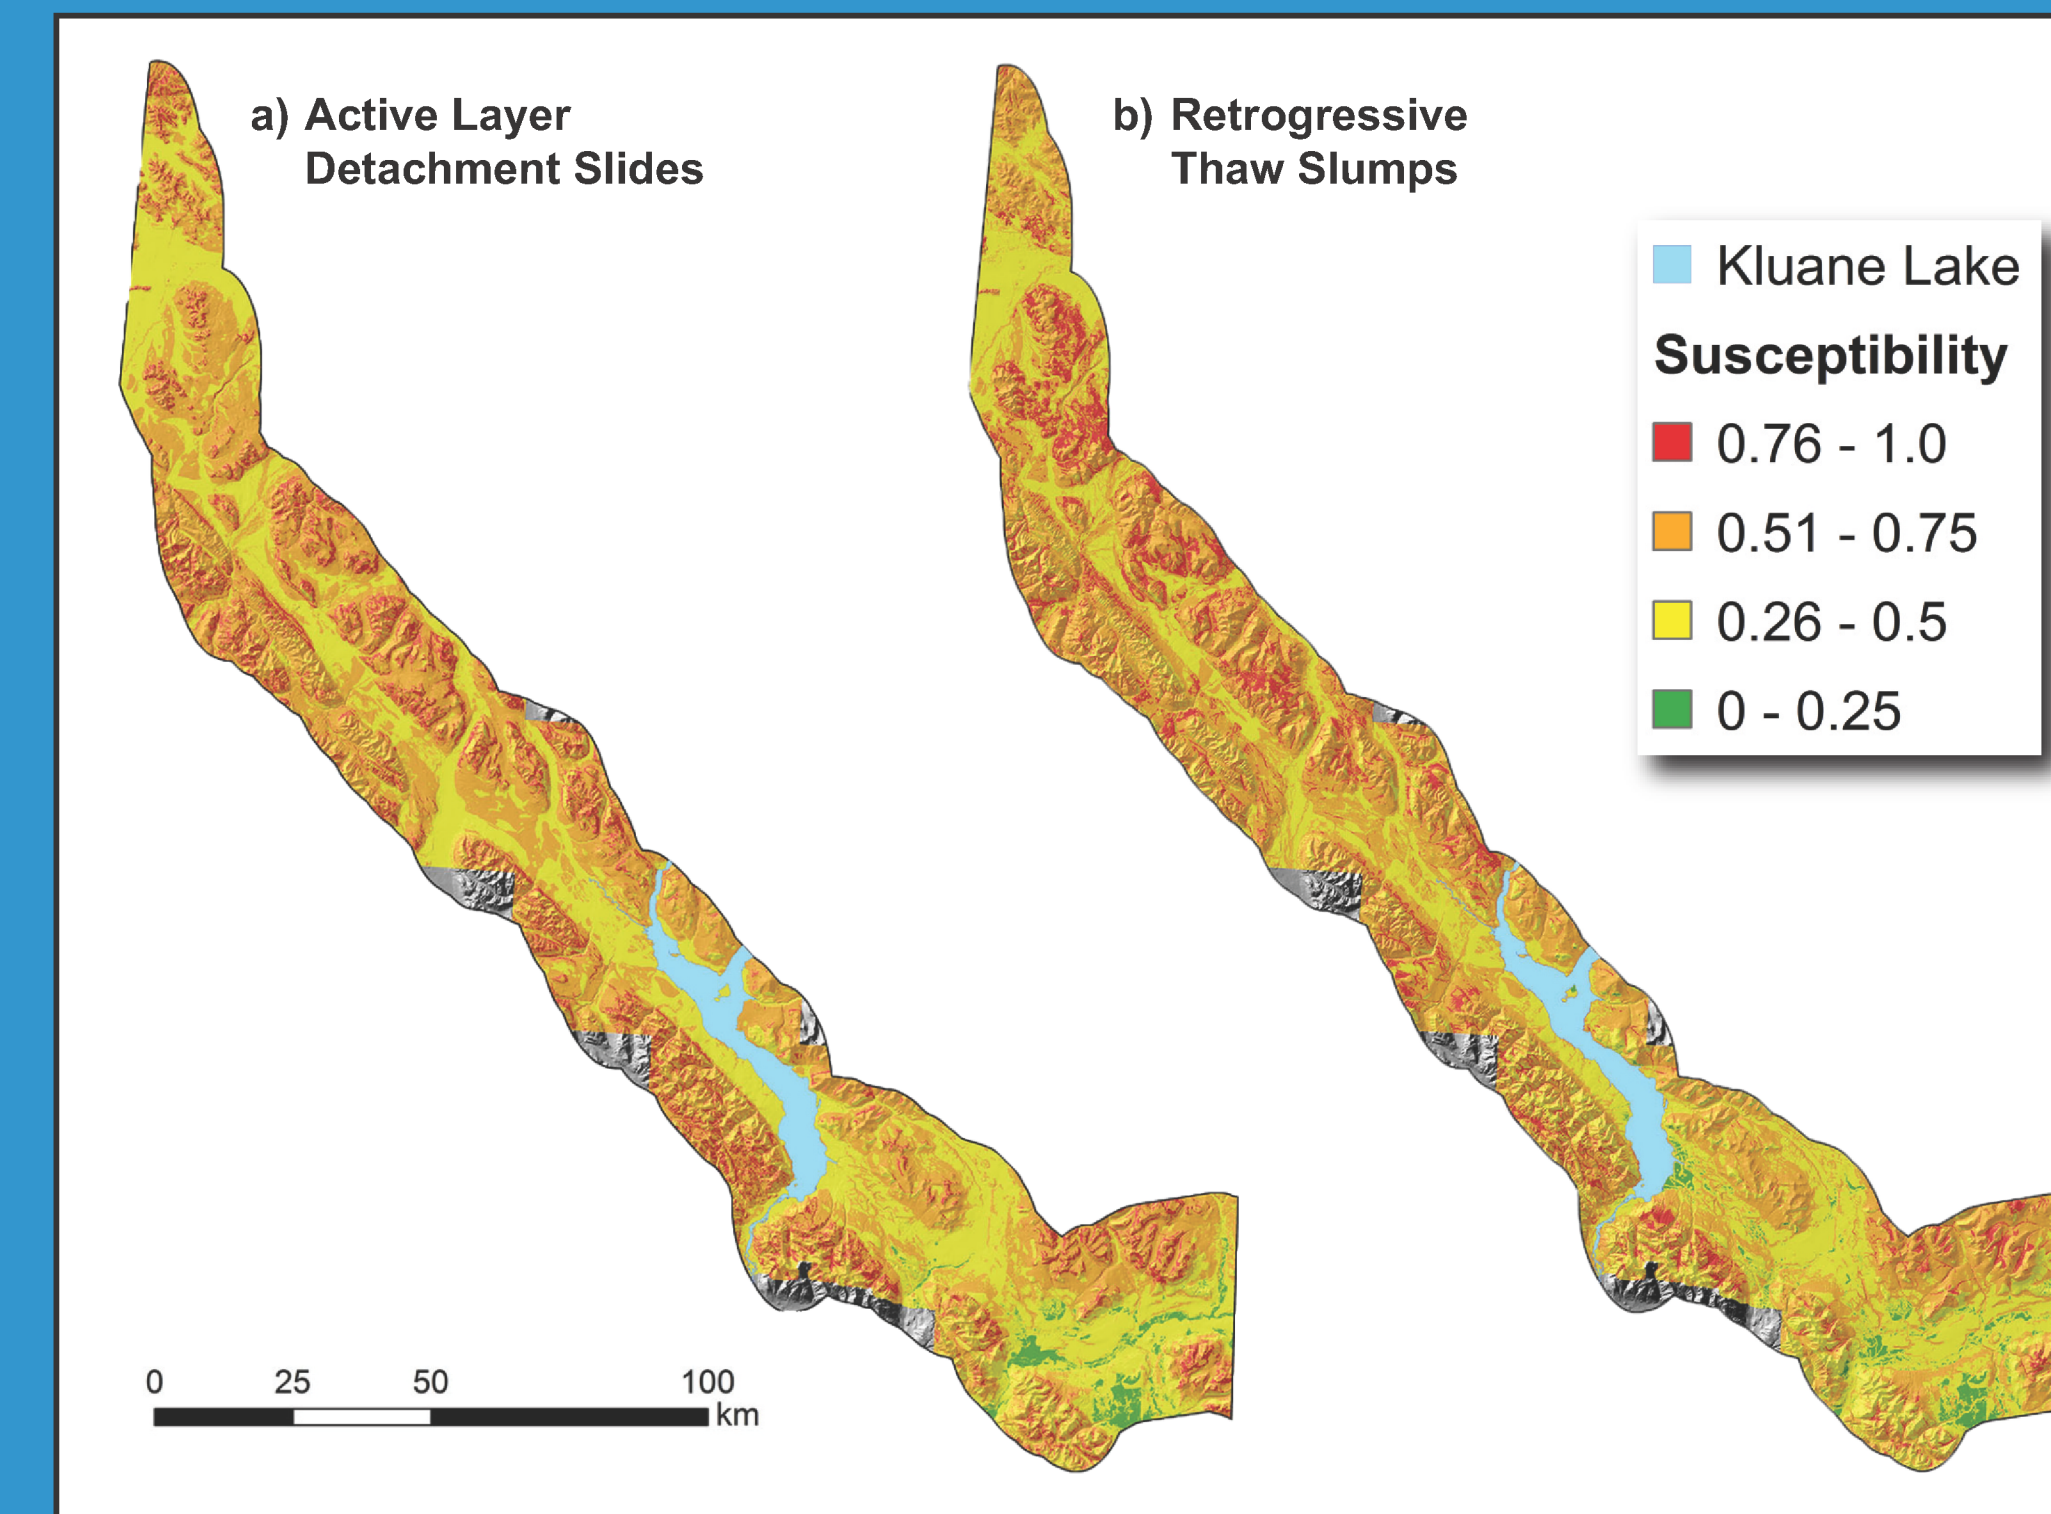 a) Active Layer
Detachment Slides
b) Retrogressive
Thaw Slumps
Kluane Lake
Susceptibility
0.76 - 1.0
0.51 - 0.75
0.26 - 0.5
0 - 0.25
0 25 50 100
km